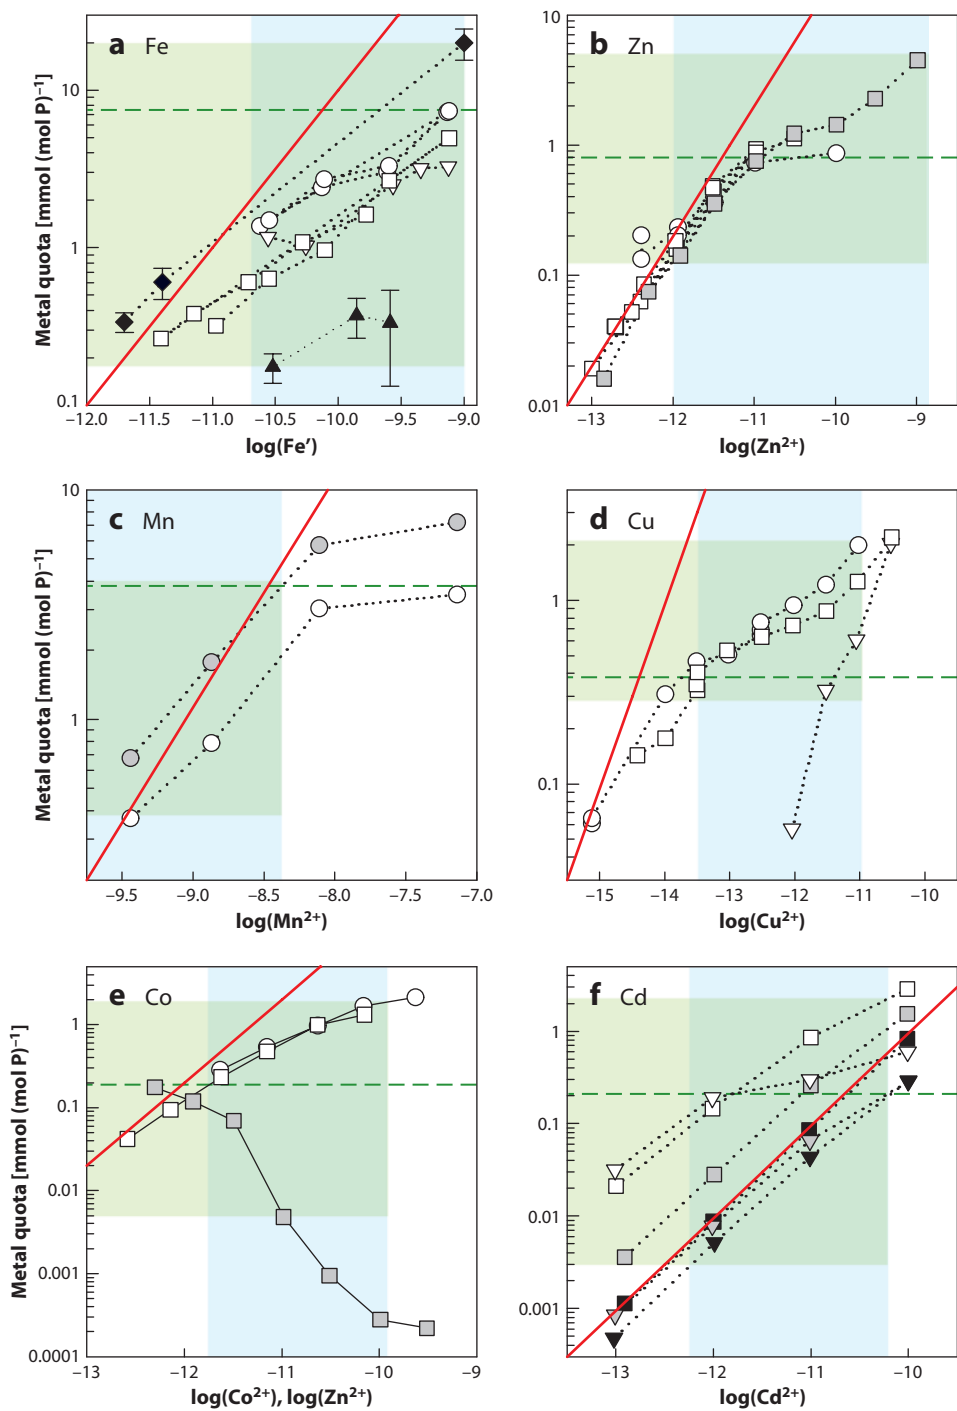 a Fe
Metal quota [mmol (mol P)⁻¹]
10
1
0.1
−12.0 −11.5 −11.0 −10.5 −10.0 −9.5 −9.0
log(Fe′)
b Zn
10
1
0.1
0.01
−13 −12 −11 −10 −9
log(Zn²⁺)
c Mn
Metal quota [mmol (mol P)⁻¹]
10
1
−9.5 −9.0 −8.5 −8.0 −7.5 −7.0
log(Mn²⁺)
d Cu
1
0.1
−15 −14 −13 −12 −11 −10
log(Cu²⁺)
e Co
Metal quota [mmol (mol P)⁻¹]
1
0.1
0.01
0.001
0.0001
−13 −12 −11 −10 −9
log(Co²⁺), log(Zn²⁺)
f Cd
1
0.1
0.01
0.001
−13 −12 −11 −10
log(Cd²⁺)